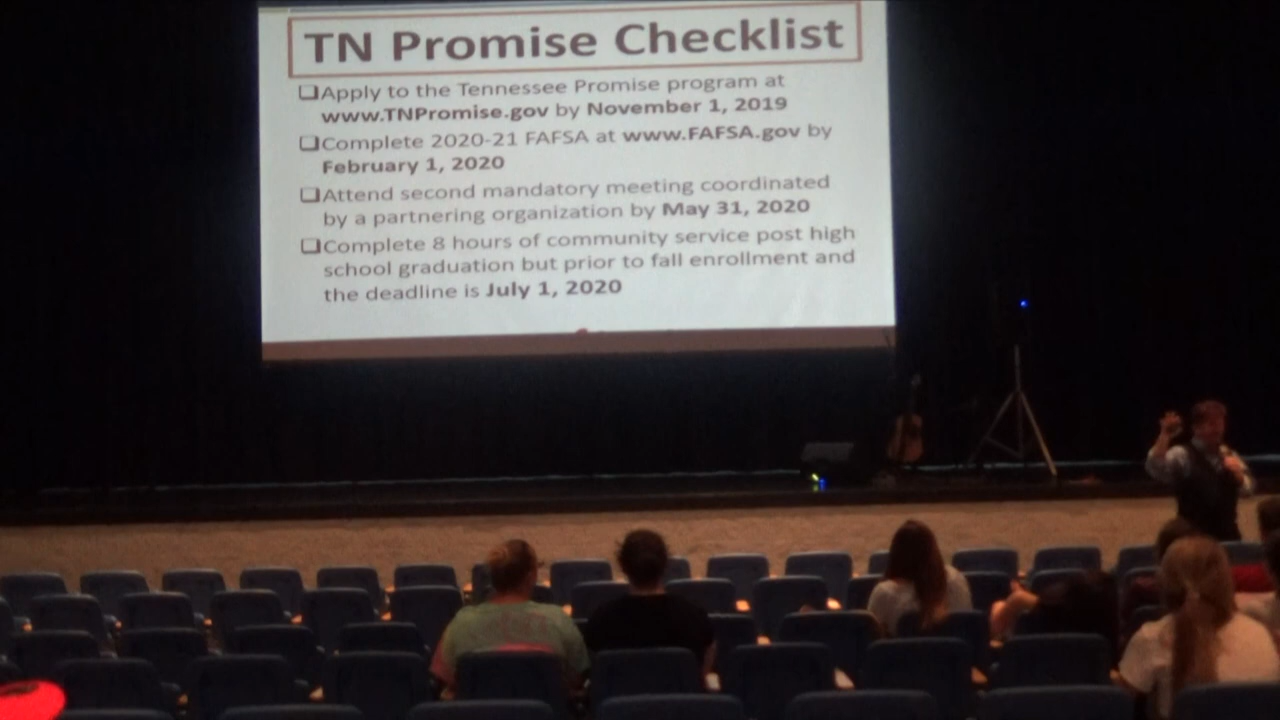 TN Promise Checklist
❑Apply to the Tennessee Promise program at
www.TNPromise.gov by November 1, 2019
❑Complete 2020-21 FAFSA at www.FAFSA.gov by
February 1, 2020
❑Attend second mandatory meeting coordinated
by a partnering organization by May 31, 2020
❑Complete 8 hours of community service post high
school graduation but prior to fall enrollment and
the deadline is July 1, 2020